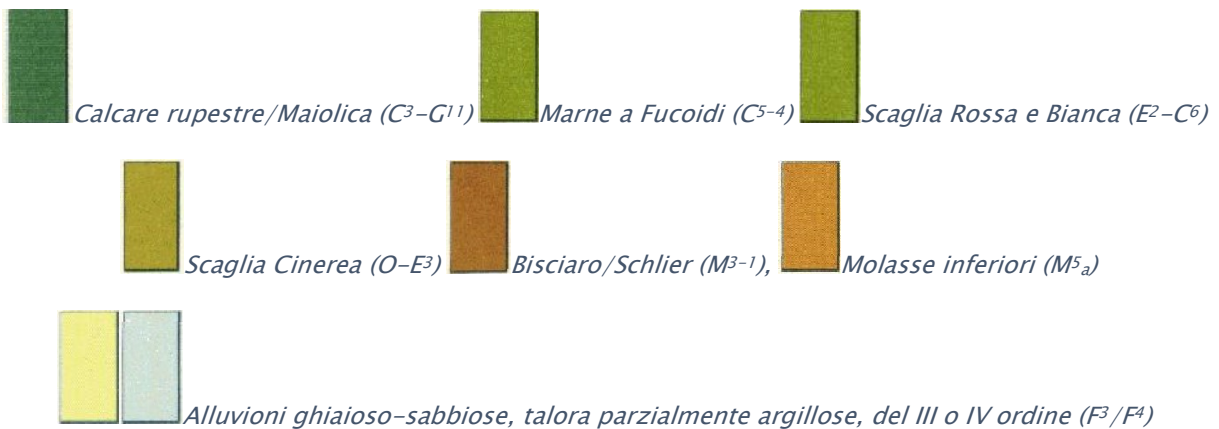 Calcare rupestre/Maiolica (C³–G¹¹) Marne a Fucoidi (C⁵⁻⁴) Scaglia Rossa e Bianca (E²–C⁶)
Scaglia Cinerea (O–E³) Bisciaro/Schlier (M³⁻¹), Molasse inferiori (M⁵ₐ)
Alluvioni ghiaioso–sabbiose, talora parzialmente argillose, del III o IV ordine (F³/F⁴)